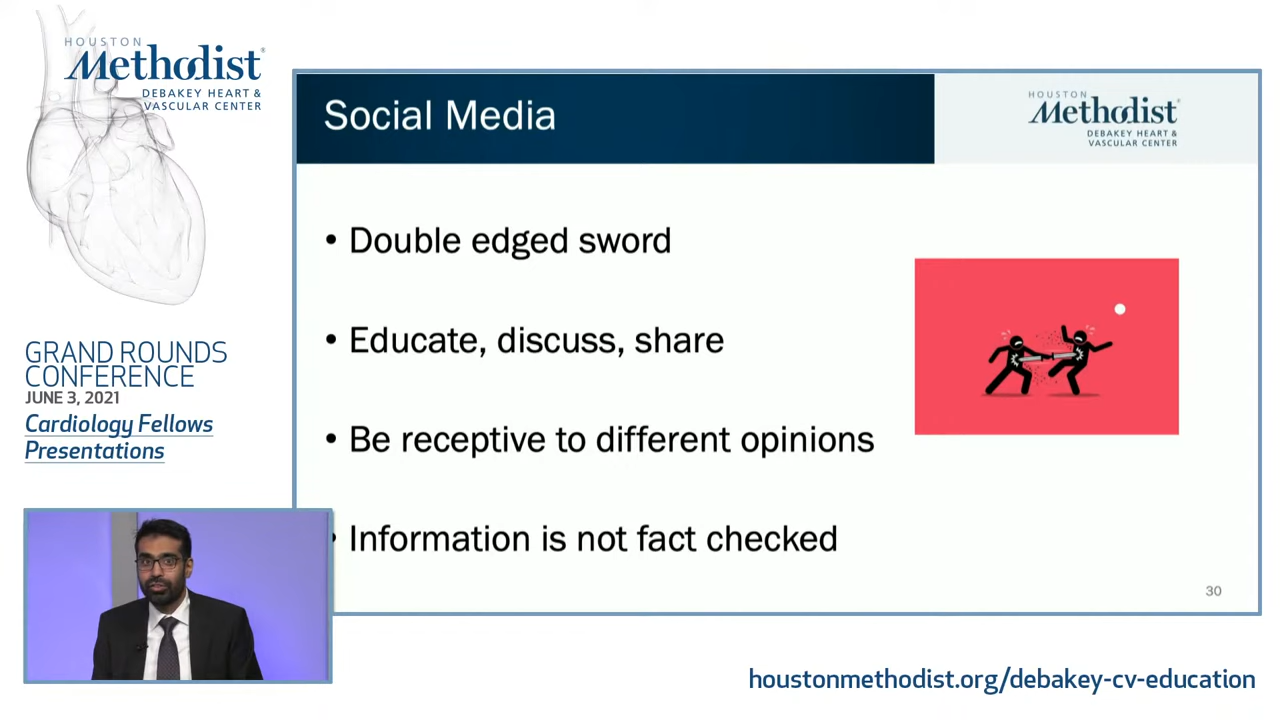 HOUSTON
Methodist®
DEBAKEY HEART &
VASCULAR CENTER
GRAND ROUNDS
CONFERENCE
JUNE 3, 2021
Cardiology Fellows
Presentations
Social Media
HOUSTON
Methodist®
DEBAKEY HEART &
VASCULAR CENTER
• Double edged sword
• Educate, discuss, share
• Be receptive to different opinions
• Information is not fact checked
30
houstonmethodist.org/debakey-cv-education